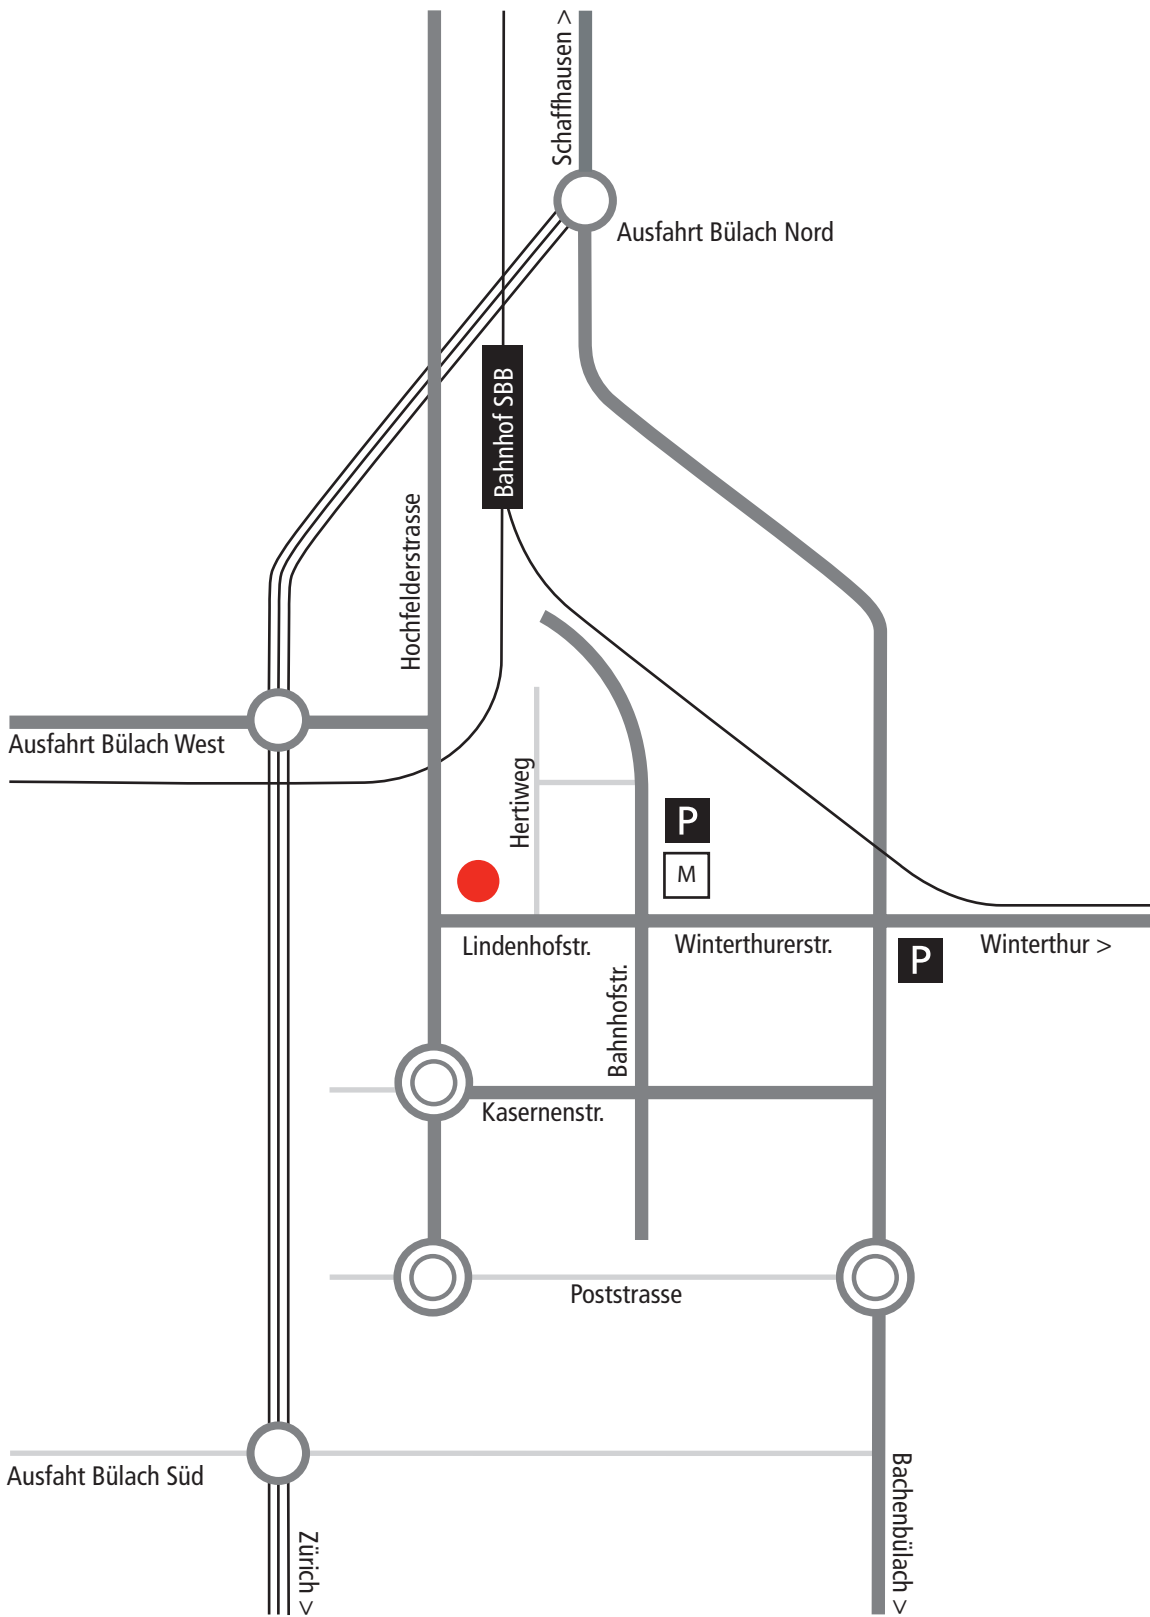 Schaffhausen >
Ausfahrt Bülach Nord
Bahnhof SBB
Hochfelderstrasse
Ausfahrt Bülach West
Hertiweg
P
M
Lindenhofstr.
Winterthurerstr.
P
Winterthur >
Bahnhofstr.
Kasernenstr.
Poststrasse
Ausfaht Bülach Süd
Bachenbülach >
Zürich >